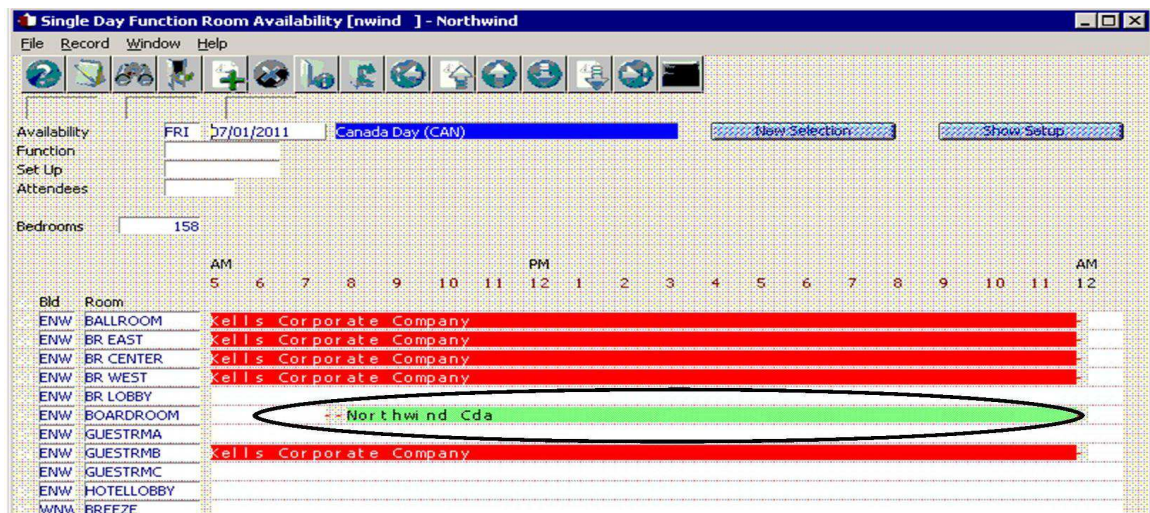 Single Day Function Room Availability [nwind ] - Northwind
File Record Window Help
Availability FRI 07/01/2011 Canada Day (CAN) New Selection Show Setup
Function
Set Up
Attendees
Bedrooms 158
AM PM AM
5 6 7 8 9 10 11 12 1 2 3 4 5 6 7 8 9 10 11 12
Bld Room
ENW BALLROOM Kells Corporate Company
ENW BR EAST Kells Corporate Company
ENW BR CENTER Kells Corporate Company
ENW BR WEST Kells Corporate Company
ENW BR LOBBY
ENW BOARDROOM --Northwind Cda
ENW GUESTRMA
ENW GUESTRMB Kells Corporate Company
ENW GUESTRMC
ENW HOTELLOBBY
WNW BREEZE